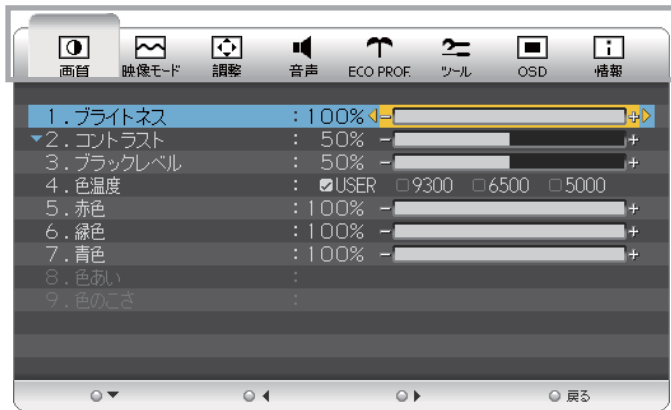 画質 映像モード 調整 音声 ECO PROF. ツール OSD 情報
1.ブライトネス : 100% - +
2.コントラスト : 50% - +
3.ブラックレベル : 50% - +
4.色温度 : USER 9300 6500 5000
5.赤色 : 100% - +
6.緑色 : 100% - +
7.青色 : 100% - +
8.色あい :
9.色のこさ :
戻る